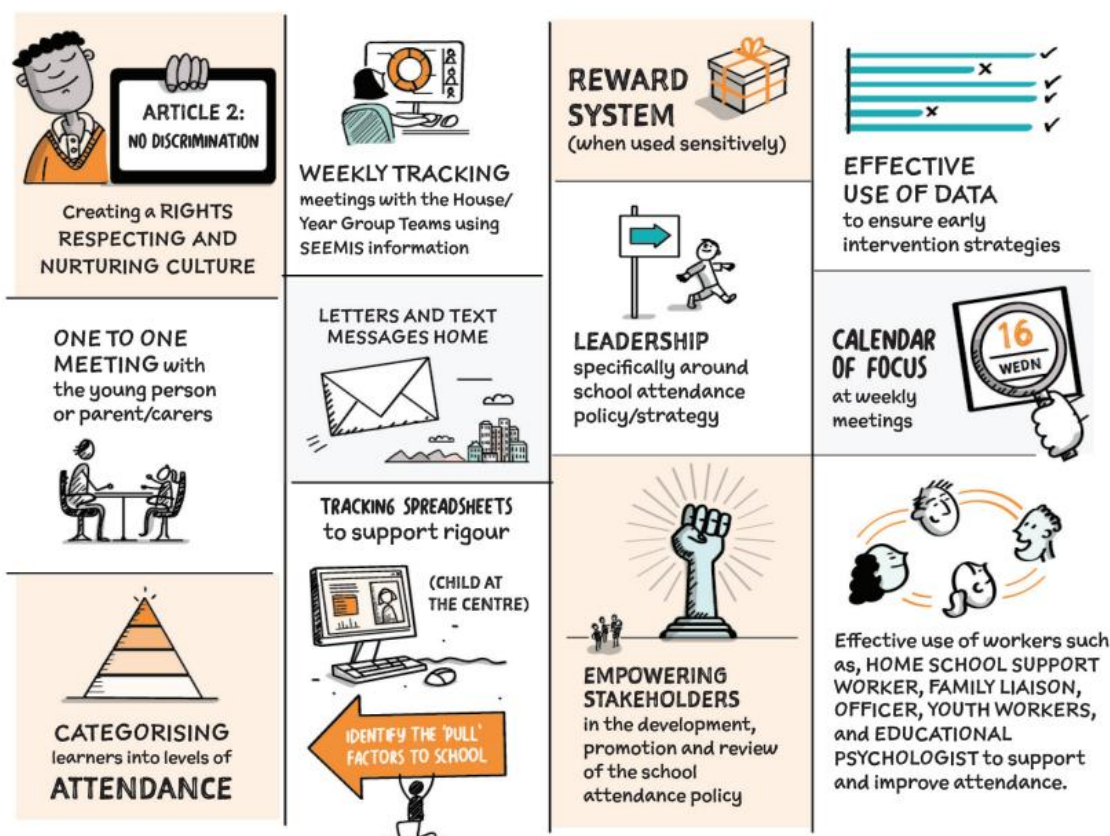 ARTICLE 2:
NO DISCRIMINATION
Creating a RIGHTS
RESPECTING AND
NURTURING CULTURE
ONE TO ONE
MEETING with
the young person
or parent/carers
CATEGORISING
learners into levels of
ATTENDANCE
WEEKLY TRACKING
meetings with the House/
Year Group Teams using
SEEMIS information
LETTERS AND TEXT
MESSAGES HOME
TRACKING SPREADSHEETS
to support rigour
(CHILD AT
THE CENTRE)
IDENTIFY THE 'PULL'
FACTORS TO SCHOOL
REWARD
SYSTEM
(when used sensitively)
LEADERSHIP
specifically around
school attendance
policy/strategy
EMPOWERING
STAKEHOLDERS
in the development,
promotion and review
of the school
attendance policy
EFFECTIVE
USE OF DATA
to ensure early
intervention strategies
CALENDAR
OF FOCUS
at weekly
meetings
16
WEDN
Effective use of workers such
as, HOME SCHOOL SUPPORT
WORKER, FAMILY LIAISON,
OFFICER, YOUTH WORKERS,
and EDUCATIONAL
PSYCHOLOGIST to support
and improve attendance.